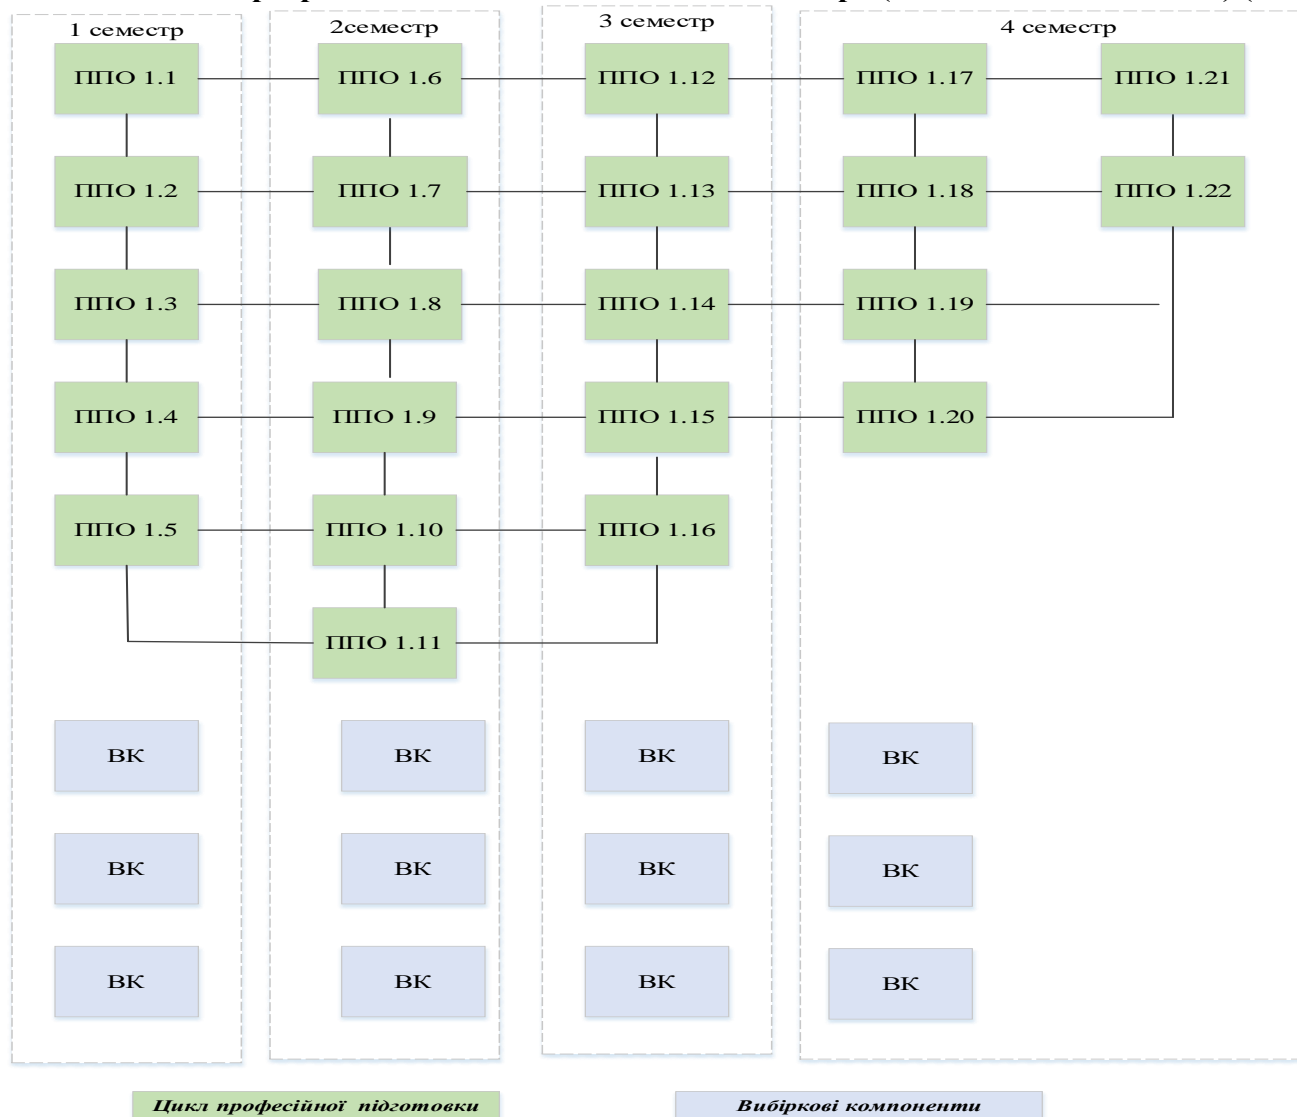 1 семестр 2семестр 3 семестр 4 семестр
ППО 1.1 ППО 1.6 ППО 1.12 ППО 1.17 ППО 1.21
ППО 1.2 ППО 1.7 ППО 1.13 ППО 1.18 ППО 1.22
ППО 1.3 ППО 1.8 ППО 1.14 ППО 1.19
ППО 1.4 ППО 1.9 ППО 1.15 ППО 1.20
ППО 1.5 ППО 1.10 ППО 1.16
ППО 1.11
ВК ВК ВК ВК
ВК ВК ВК ВК
ВК ВК ВК ВК
Цикл професійної підготовки Вибіркові компоненти